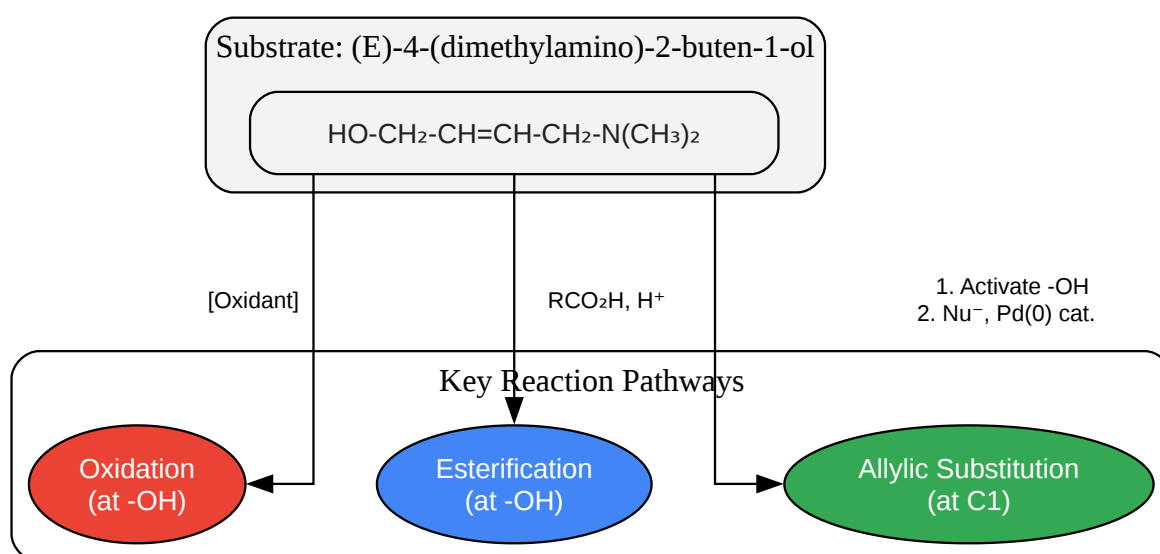 Substrate: (E)-4-(dimethylamino)-2-buten-1-ol
HO-CH₂-CH=CH-CH₂-N(CH₃)₂
[Oxidant]
RCO₂H, H⁺
1. Activate -OH
2. Nu⁻, Pd(0) cat.
Key Reaction Pathways
Oxidation
(at -OH)
Esterification
(at -OH)
Allylic Substitution
(at C1)